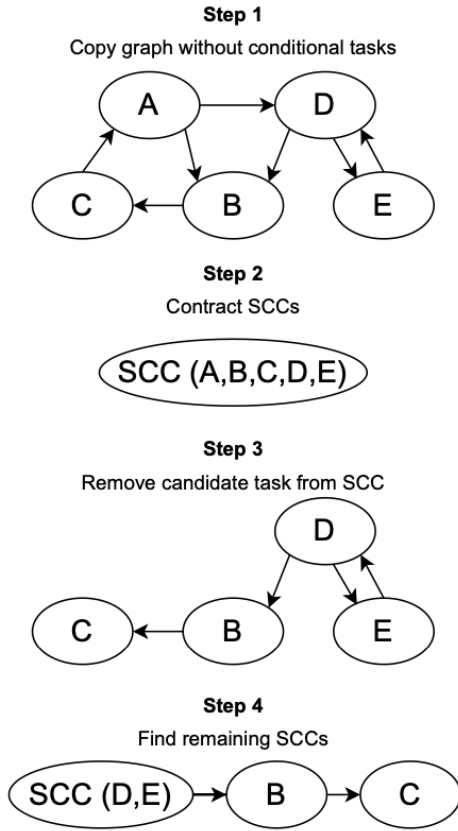 Step 1
Copy graph without conditional tasks
A
D
C
B
E
Step 2
Contract SCCs
SCC (A,B,C,D,E)
Step 3
Remove candidate task from SCC
D
C
B
E
Step 4
Find remaining SCCs
SCC (D,E)
B
C